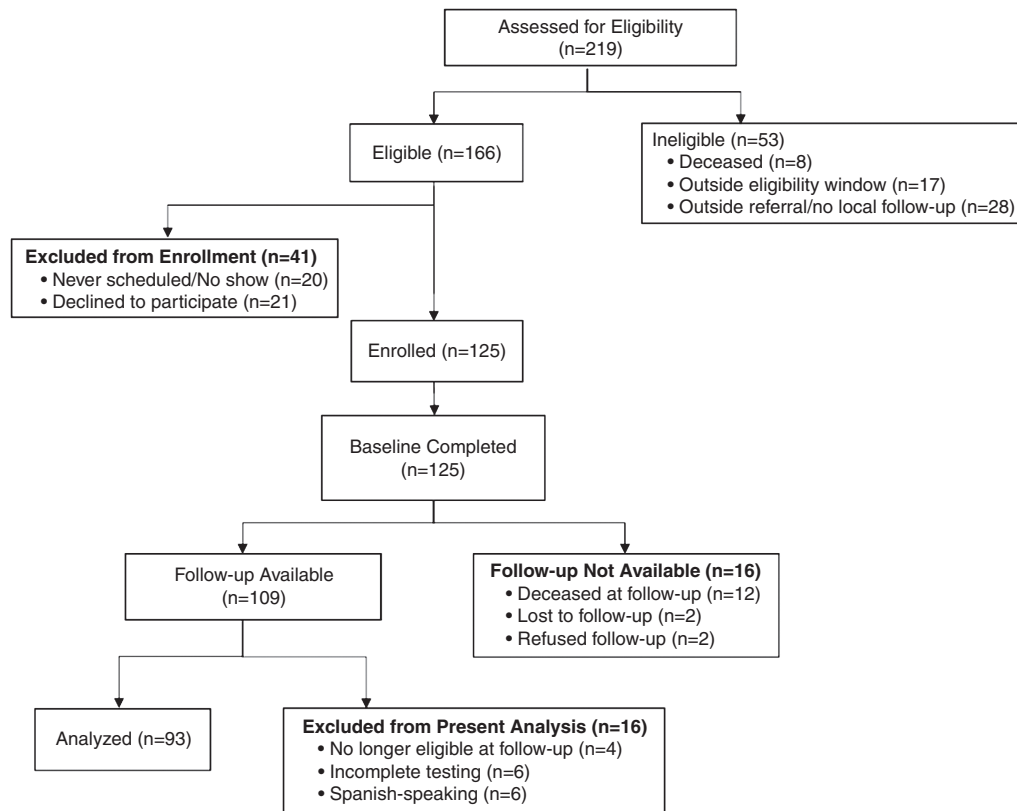 Assessed for Eligibility
(n=219)
Eligible (n=166)
Ineligible (n=53)
• Deceased (n=8)
• Outside eligibility window (n=17)
• Outside referral/no local follow-up (n=28)
Excluded from Enrollment (n=41)
• Never scheduled/No show (n=20)
• Declined to participate (n=21)
Enrolled (n=125)
Baseline Completed
(n=125)
Follow-up Available
(n=109)
Follow-up Not Available (n=16)
• Deceased at follow-up (n=12)
• Lost to follow-up (n=2)
• Refused follow-up (n=2)
Analyzed (n=93)
Excluded from Present Analysis (n=16)
• No longer eligible at follow-up (n=4)
• Incomplete testing (n=6)
• Spanish-speaking (n=6)